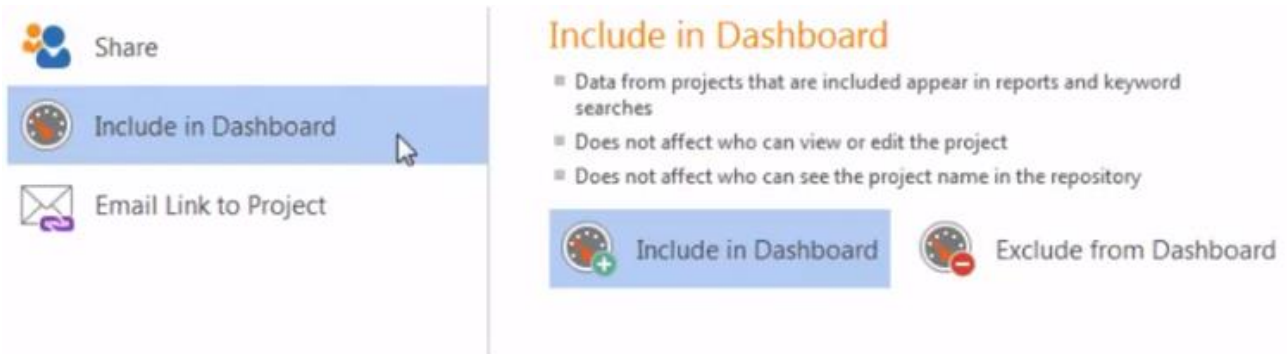 Share
Include in Dashboard
Email Link to Project
Include in Dashboard
Data from projects that are included appear in reports and keyword
searches
Does not affect who can view or edit the project
Does not affect who can see the project name in the repository
Include in Dashboard
Exclude from Dashboard